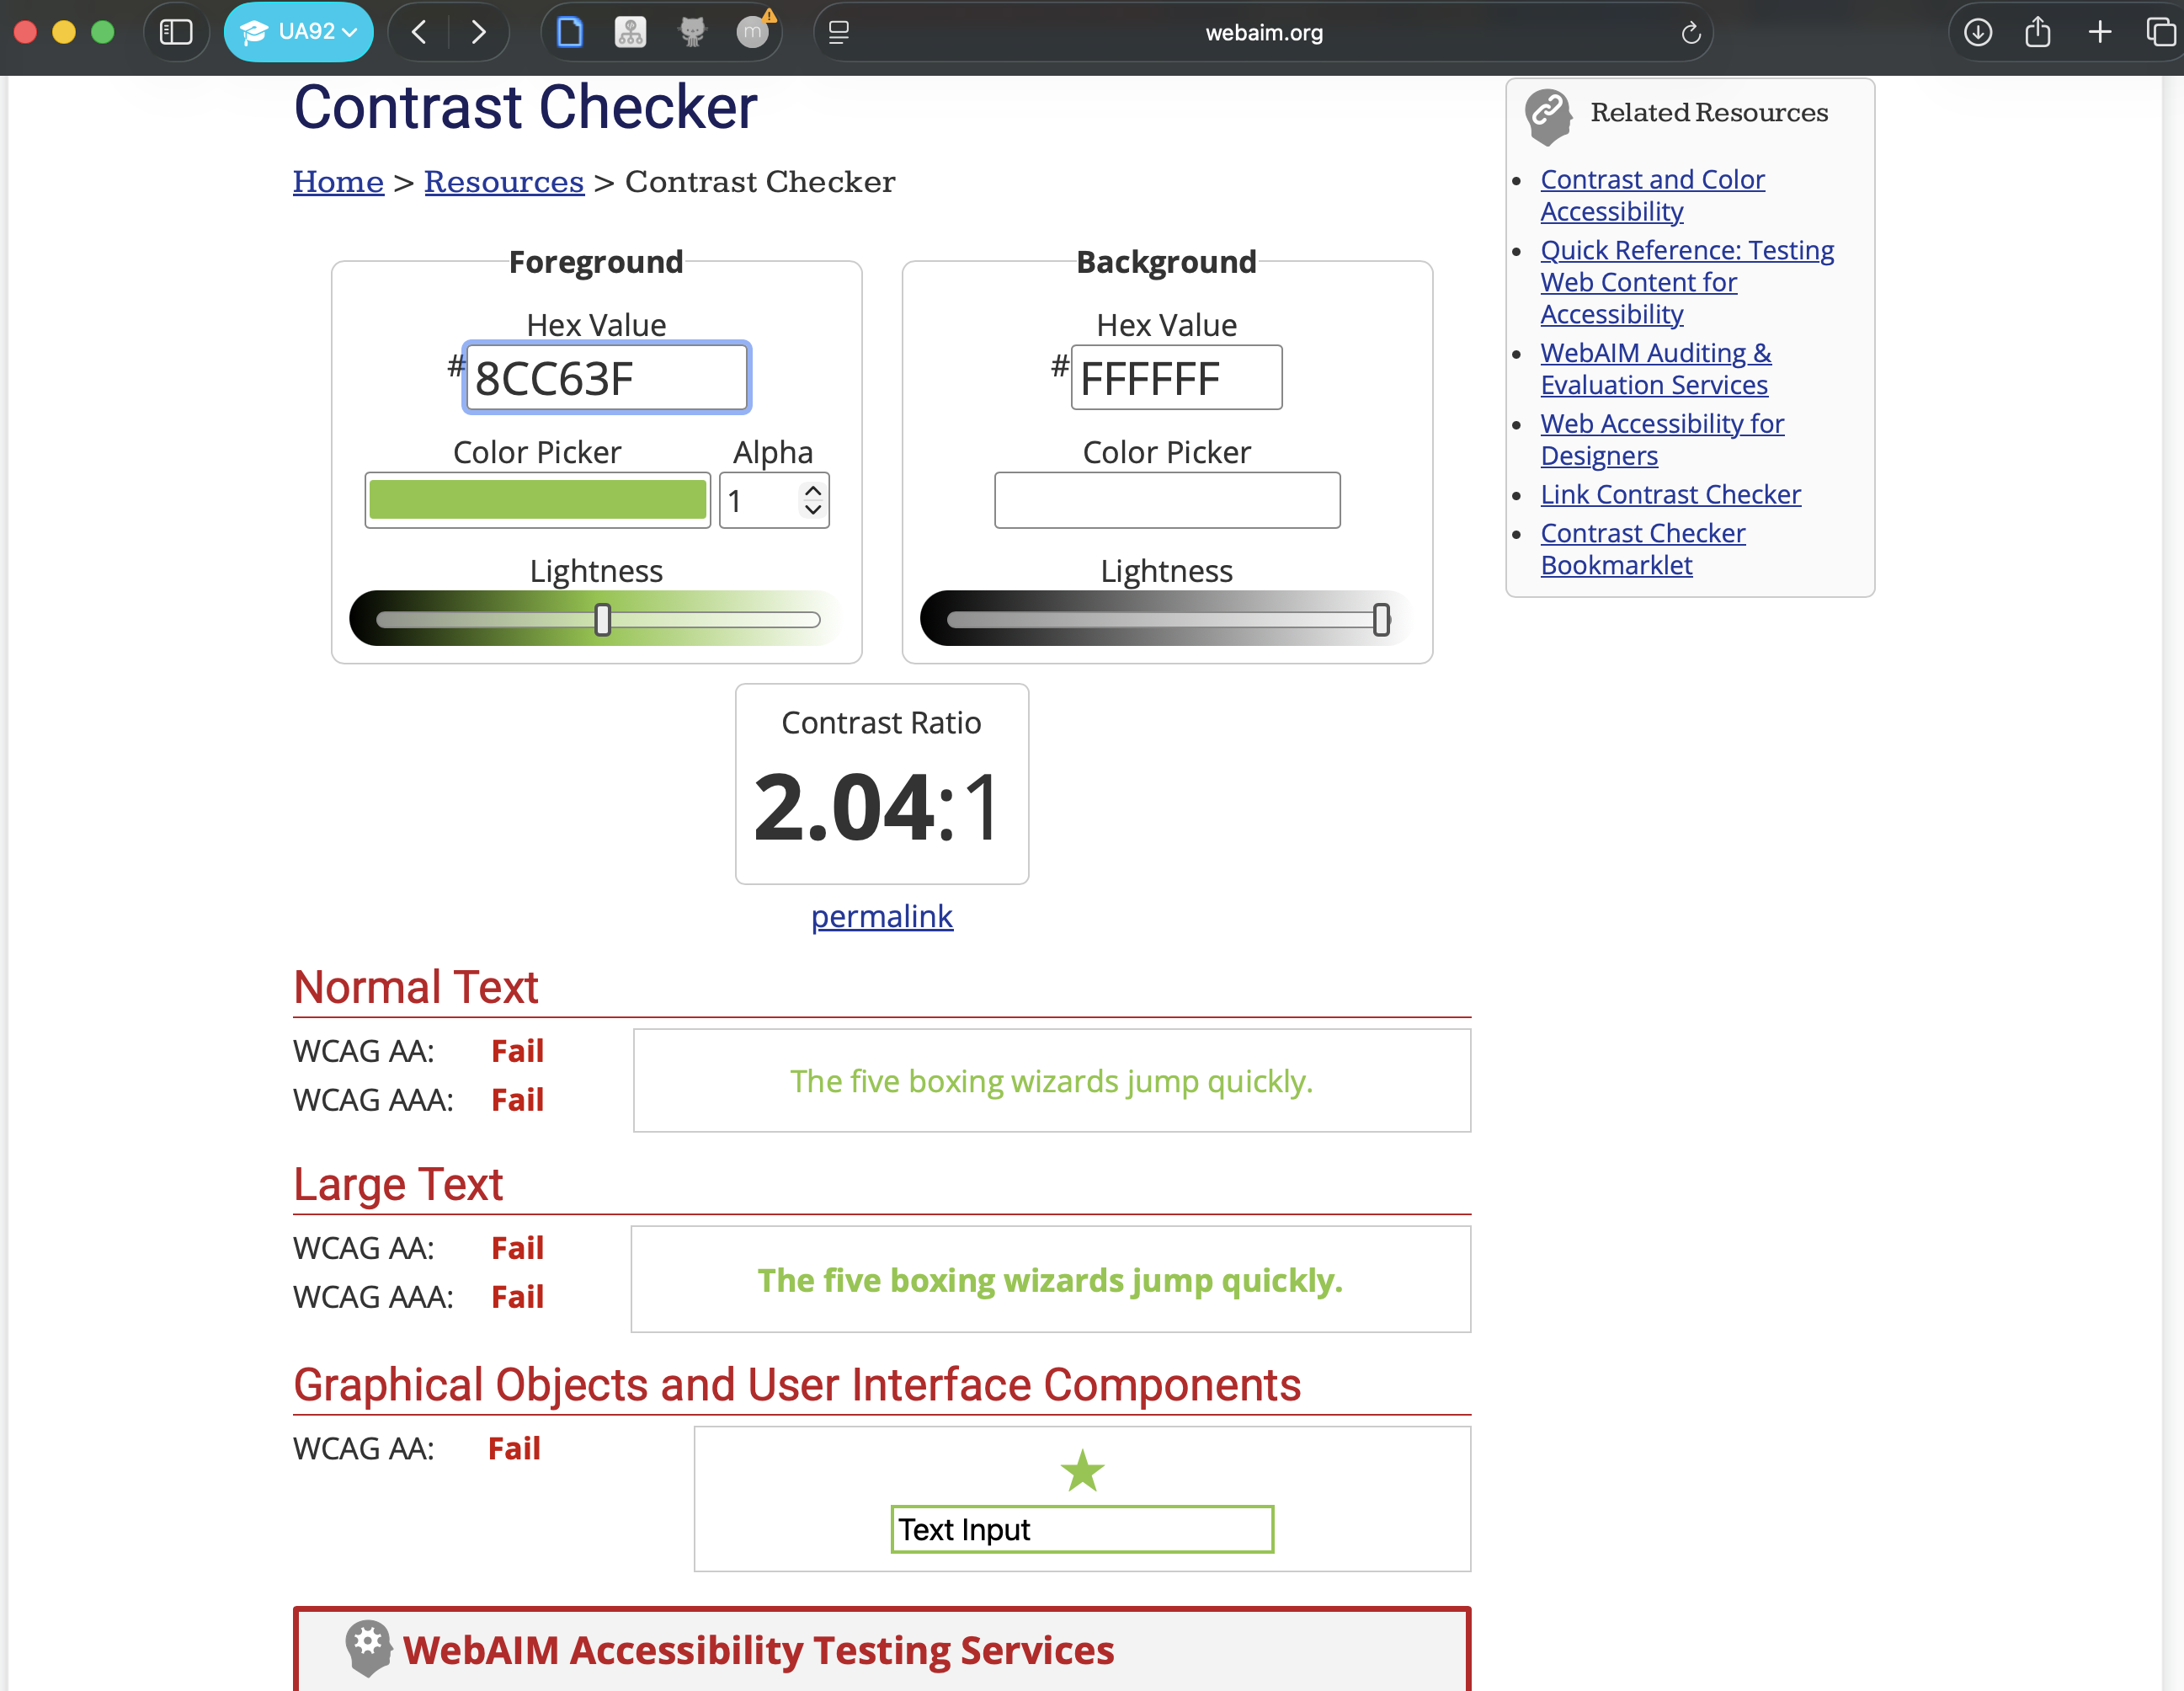 UA92
m
webaim.org
Contrast Checker
Home > Resources > Contrast Checker
Foreground
Hex Value
# 8CC63F
Color Picker Alpha
1
Lightness
Background
Hex Value
# FFFFFF
Color Picker
Lightness
Contrast Ratio
2.04:1
permalink
Normal Text
WCAG AA: Fail
WCAG AAA: Fail
The five boxing wizards jump quickly.
Large Text
WCAG AA: Fail
WCAG AAA: Fail
The five boxing wizards jump quickly.
Graphical Objects and User Interface Components
WCAG AA: Fail
Text Input
WebAIM Accessibility Testing Services
Related Resources
Contrast and Color
Accessibility
Quick Reference: Testing
Web Content for
Accessibility
WebAIM Auditing &
Evaluation Services
Web Accessibility for
Designers
Link Contrast Checker
Contrast Checker
Bookmarklet